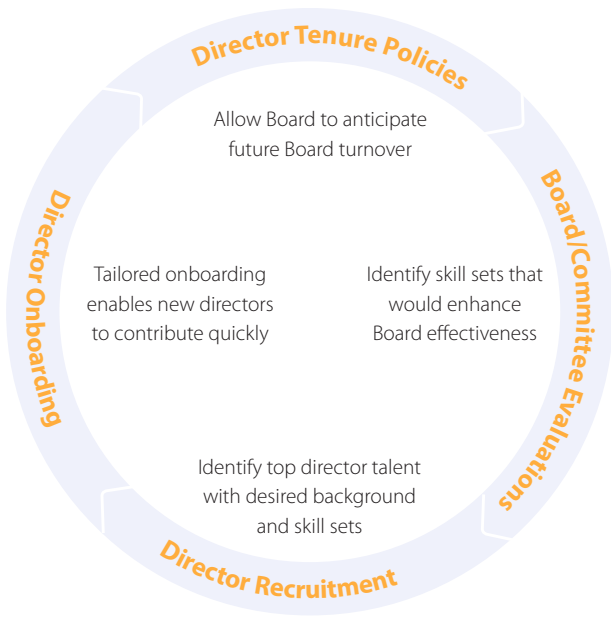 Director Tenure Policies
Allow Board to anticipate
future Board turnover
Board/Committee Evaluations
Identify skill sets that
would enhance
Board effectiveness
Director Recruitment
Identify top director talent
with desired background
and skill sets
Director Onboarding
Tailored onboarding
enables new directors
to contribute quickly